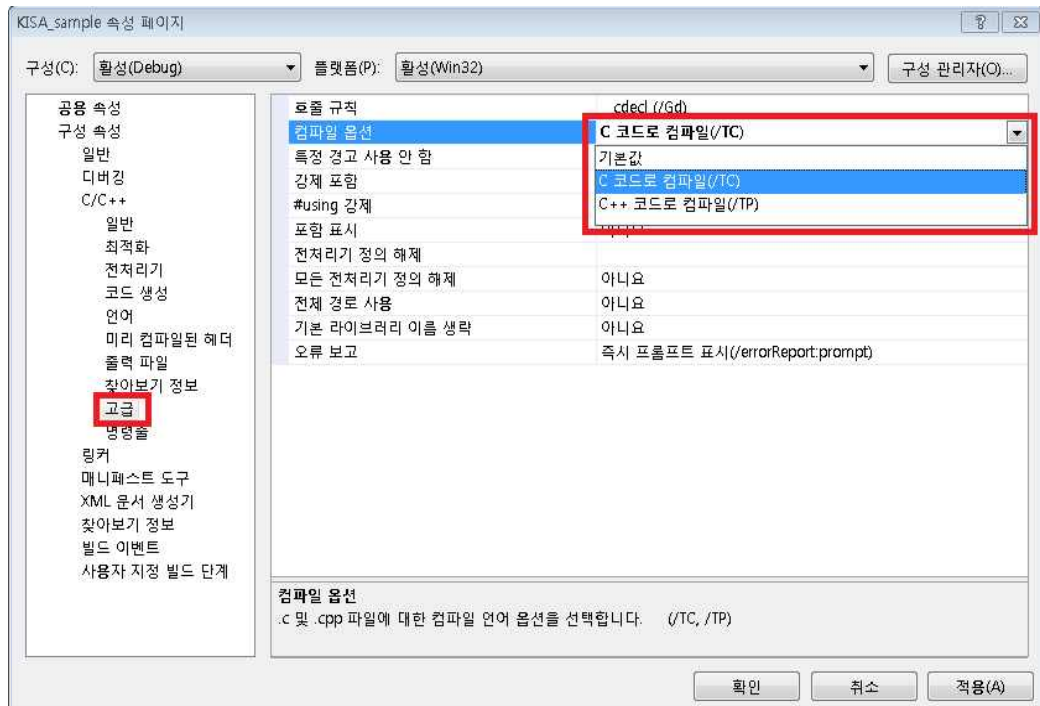 KISA_sample 속성 페이지
구성(C): 활성(Debug) 플랫폼(P): 활성(Win32) 구성 관리자(O)...
공용 속성
구성 속성
일반
디버깅
C/C++
일반
최적화
전처리기
코드 생성
언어
미리 컴파일된 헤더
출력 파일
찾아보기 정보
고급
명령줄
링커
매니페스트 도구
XML 문서 생성기
찾아보기 정보
빌드 이벤트
사용자 지정 빌드 단계
호출 규칙 __cdecl (/Gd)
컴파일 옵션 C 코드로 컴파일(/TC)
기본값
C 코드로 컴파일(/TC)
C++ 코드로 컴파일(/TP)
특정 경고 사용 안 함
강제 포함
#using 강제
포함 표시
전처리기 정의 해제
모든 전처리기 정의 해제 아니요
전체 경로 사용 아니요
기본 라이브러리 이름 생략 아니요
오류 보고 즉시 프롬프트 표시(/errorReport:prompt)
컴파일 옵션
.c 및 .cpp 파일에 대한 컴파일 언어 옵션을 선택합니다. (/TC, /TP)
확인 취소 적용(A)